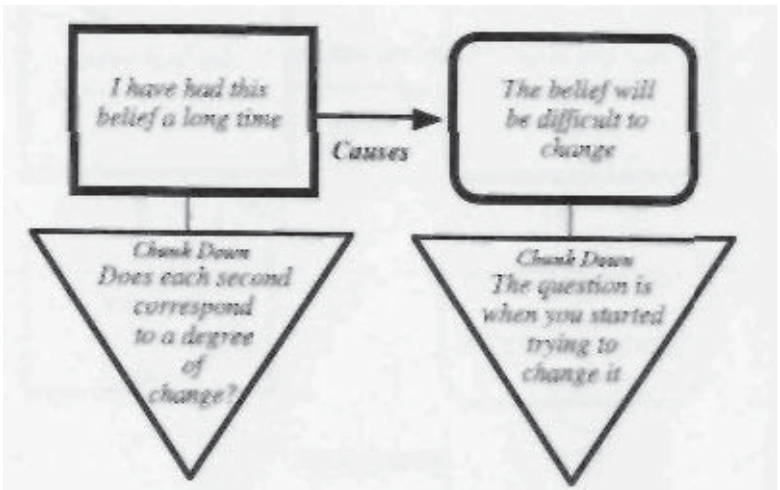 I have had this
belief a long time
Causes
The belief will
be difficult to
change
Chunk Down
Does each second
correspond
to a degree
of
change?
Chunk Down
The question is
when you started
trying to
change it